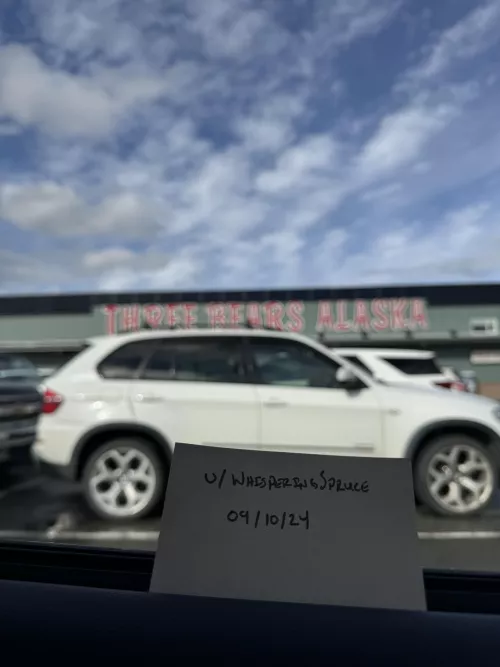 THREE BEARS ALASKA
U/WHISPERINGSPRUCE
09/10/24